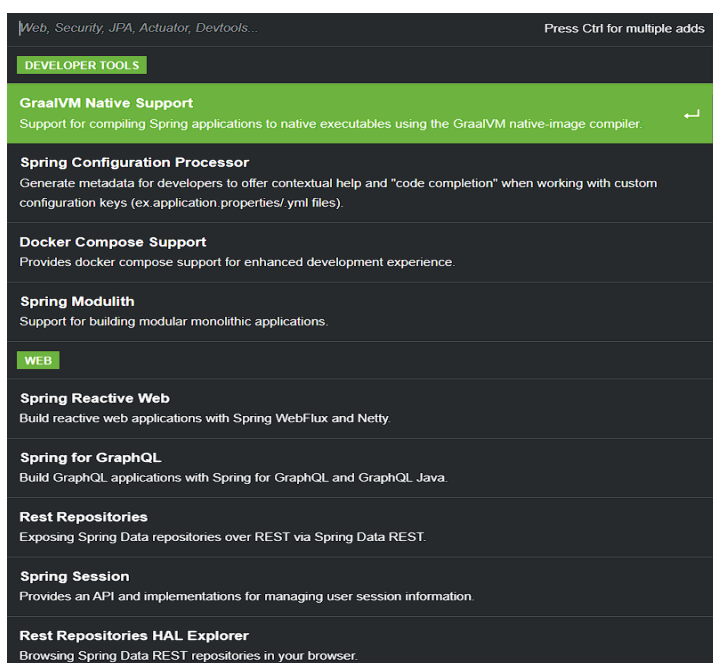 Web, Security, JPA, Actuator, Devtools... Press Ctrl for multiple adds
DEVELOPER TOOLS
GraalVM Native Support
Support for compiling Spring applications to native executables using the GraalVM native-image compiler.
Spring Configuration Processor
Generate metadata for developers to offer contextual help and "code completion" when working with custom
configuration keys (ex.application.properties/.yml files).
Docker Compose Support
Provides docker compose support for enhanced development experience.
Spring Modulith
Support for building modular monolithic applications.
WEB
Spring Reactive Web
Build reactive web applications with Spring WebFlux and Netty.
Spring for GraphQL
Build GraphQL applications with Spring for GraphQL and GraphQL Java.
Rest Repositories
Exposing Spring Data repositories over REST via Spring Data REST.
Spring Session
Provides an API and implementations for managing user session information.
Rest Repositories HAL Explorer
Browsing Spring Data REST repositories in your browser.